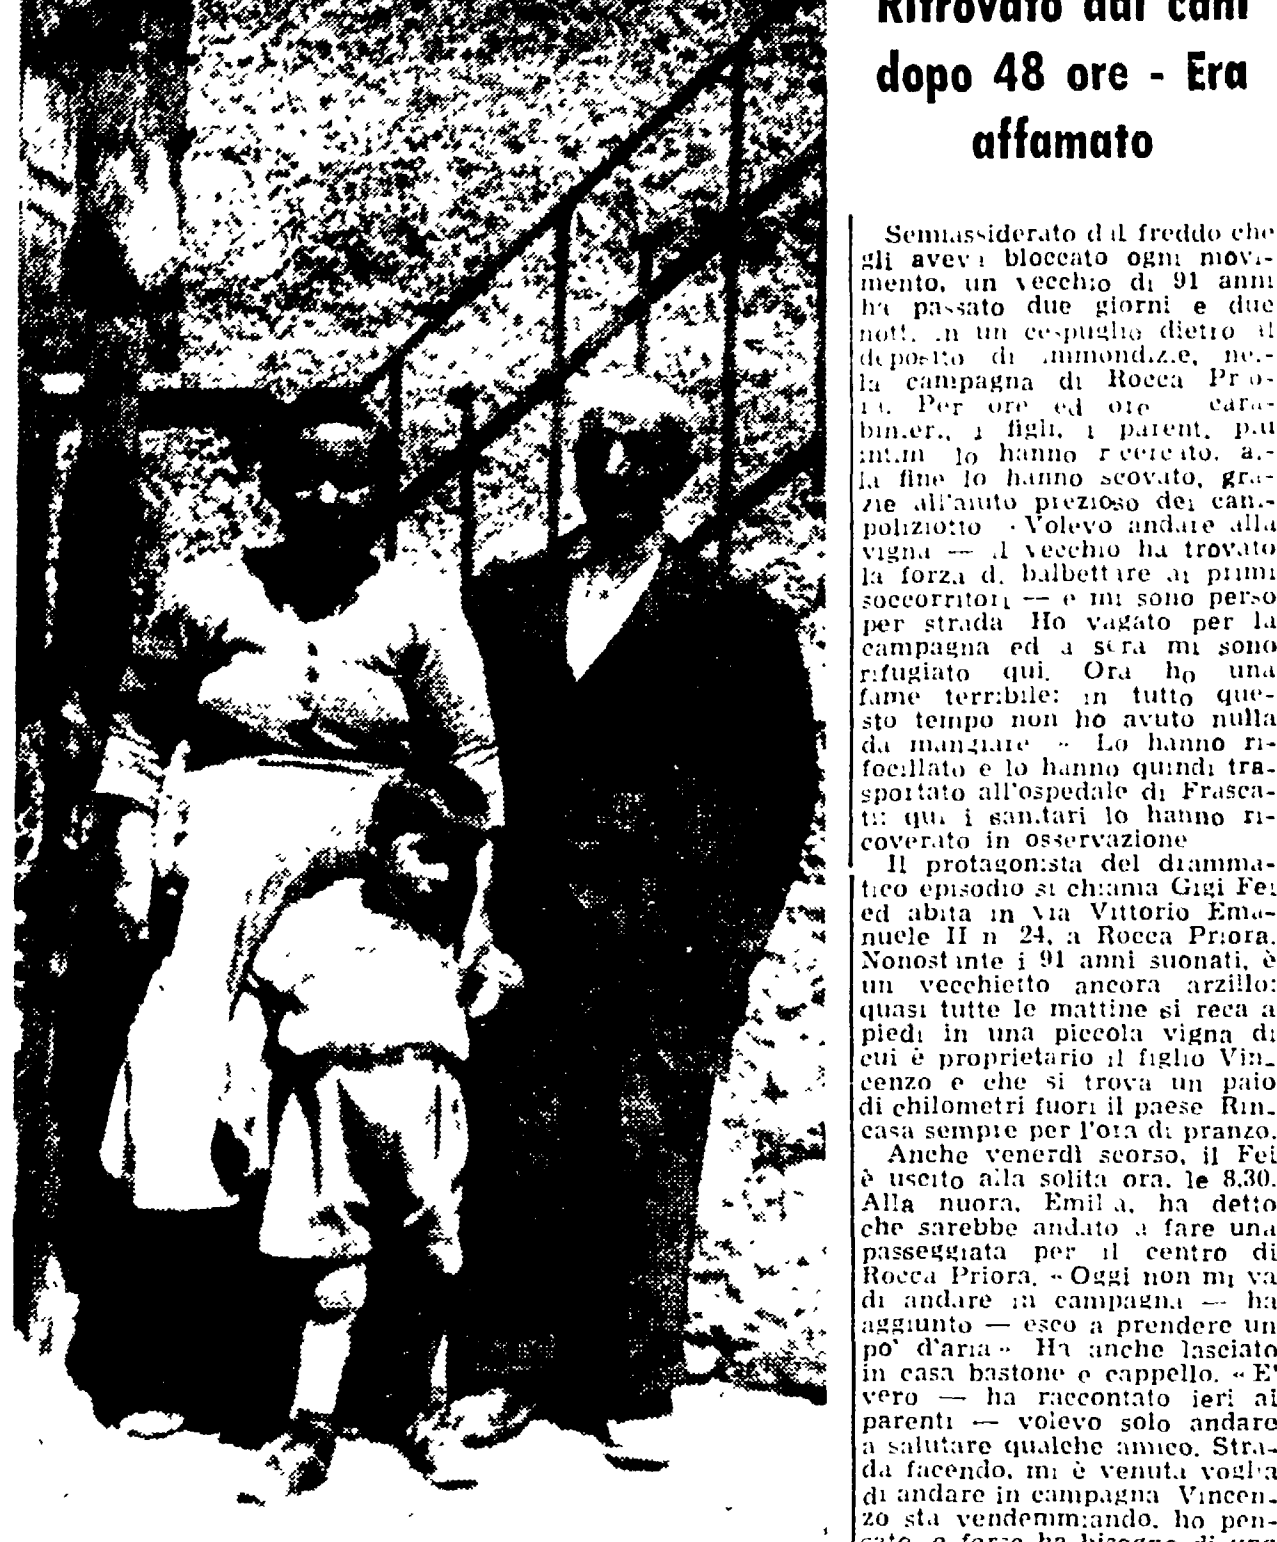 Ritrovato dai cani
dopo 48 ore - Era
affamato
Semiassiderato dal freddo che
gli aveva bloccato ogni movi-
mento, un vecchio di 91 anni
ha passato due giorni e due
notti in un cespuglio dietro il
deposito di immondizie, nel-
la campagna di Rocca Prio-
ra. Per ore ed ore cara-
binieri, i figli, i parenti più
intimi lo hanno ricercato, al-
la fine lo hanno scovato, gra-
zie all'aiuto prezioso dei cani-
poliziotto «Volevo andare alla
vigna — il vecchio ha trovato
la forza di balbettare ai primi
soccorritori — e mi sono perso
per strada Ho vagato per la
campagna ed a sera mi sono
rifugiato qui. Ora ho una
fame terribile: in tutto que-
sto tempo non ho avuto nulla
da mangiare » Lo hanno ri-
focillato e lo hanno quindi tra-
sportato all'ospedale di Frasca-
ti: qui i sanitari lo hanno ri-
coverato in osservazione
Il protagonista del dramma-
tico episodio si chiama Gigi Fei
ed abita in via Vittorio Ema-
nuele II n 24, a Rocca Priora.
Nonostante i 91 anni suonati, è
un vecchietto ancora arzillo:
quasi tutte le mattine si reca a
piedi in una piccola vigna di
cui è proprietario il figlio Vin-
cenzo e che si trova un paio
di chilometri fuori il paese Rin-
casa sempre per l'ora di pranzo.
Anche venerdì scorso, il Fei
è uscito alla solita ora, le 8,30.
Alla nuora, Emilia, ha detto
che sarebbe andato a fare una
passeggiata per il centro di
Rocca Priora. «Oggi non mi va
di andare in campagna — ha
aggiunto — esco a prendere un
po' d'aria» Ha anche lasciato
in casa bastone e cappello. «E'
vero — ha raccontato ieri ai
parenti — volevo solo andare
a salutare qualche amico. Stra-
da facendo, mi è venuta voglia
di andare in campagna Vincen-
zo sta vendemmiando, ho pen-
sato, e forse ha bisogno di una